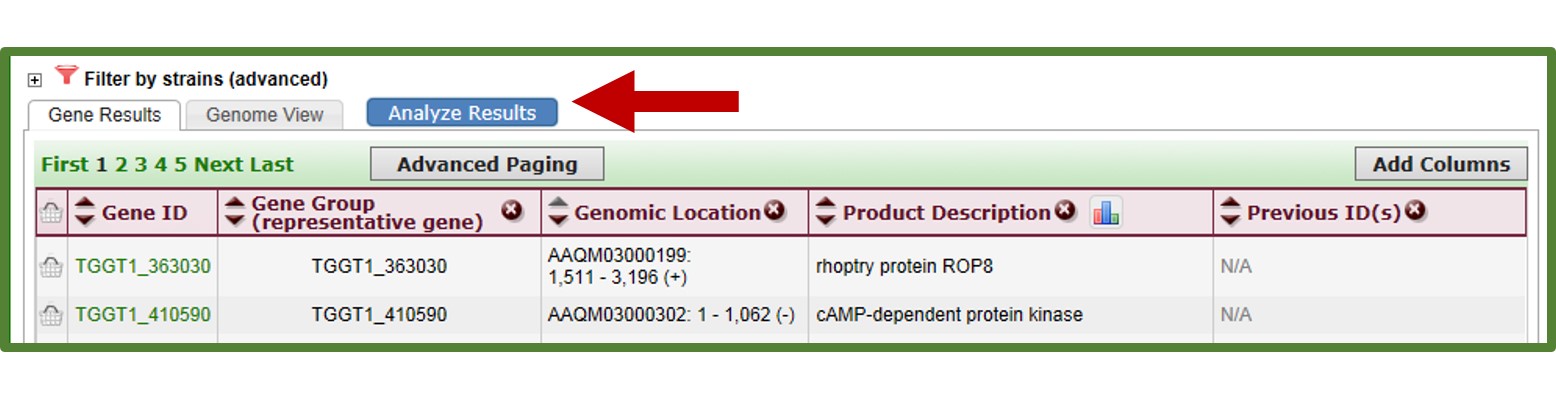 Filter by strains (advanced)
Gene Results Genome View Analyze Results
First 1 2 3 4 5 Next Last Advanced Paging Add Columns
Gene ID Gene Group (representative gene) Genomic Location Product Description Previous ID(s)
TGGT1_363030 TGGT1_363030 AAQM03000199: 1,511 - 3,196 (+) rhoptry protein ROP8 N/A
TGGT1_410590 TGGT1_410590 AAQM03000302: 1 - 1,062 (-) cAMP-dependent protein kinase N/A